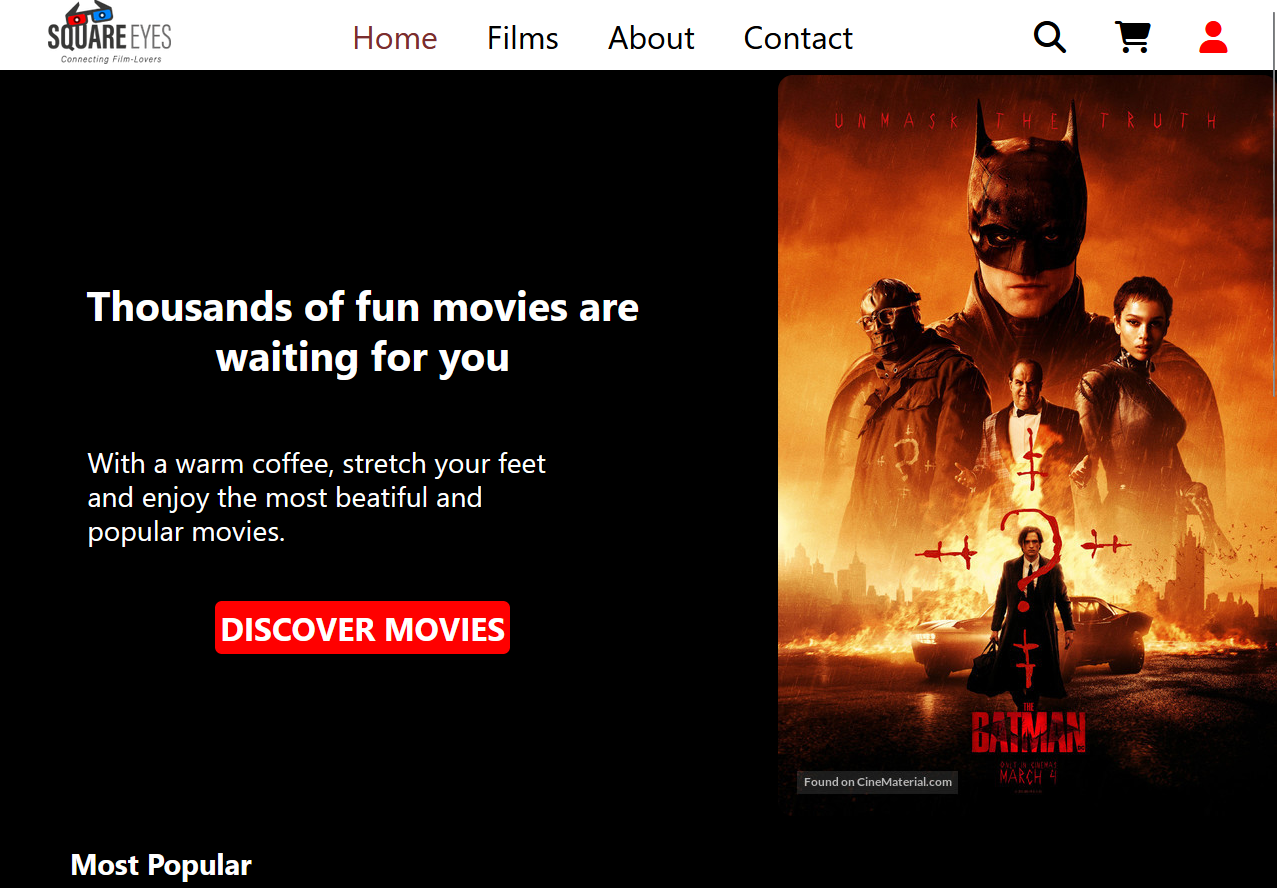 SQUARE EYES
Connecting Film-Lovers
Home Films About Contact
UNMASK THE TRUTH
Thousands of fun movies are
waiting for you
With a warm coffee, stretch your feet
and enjoy the most beatiful and
popular movies.
DISCOVER MOVIES
THE
BATMAN
ONLY IN CINEMAS
MARCH 4
Found on CineMaterial.com
Most Popular